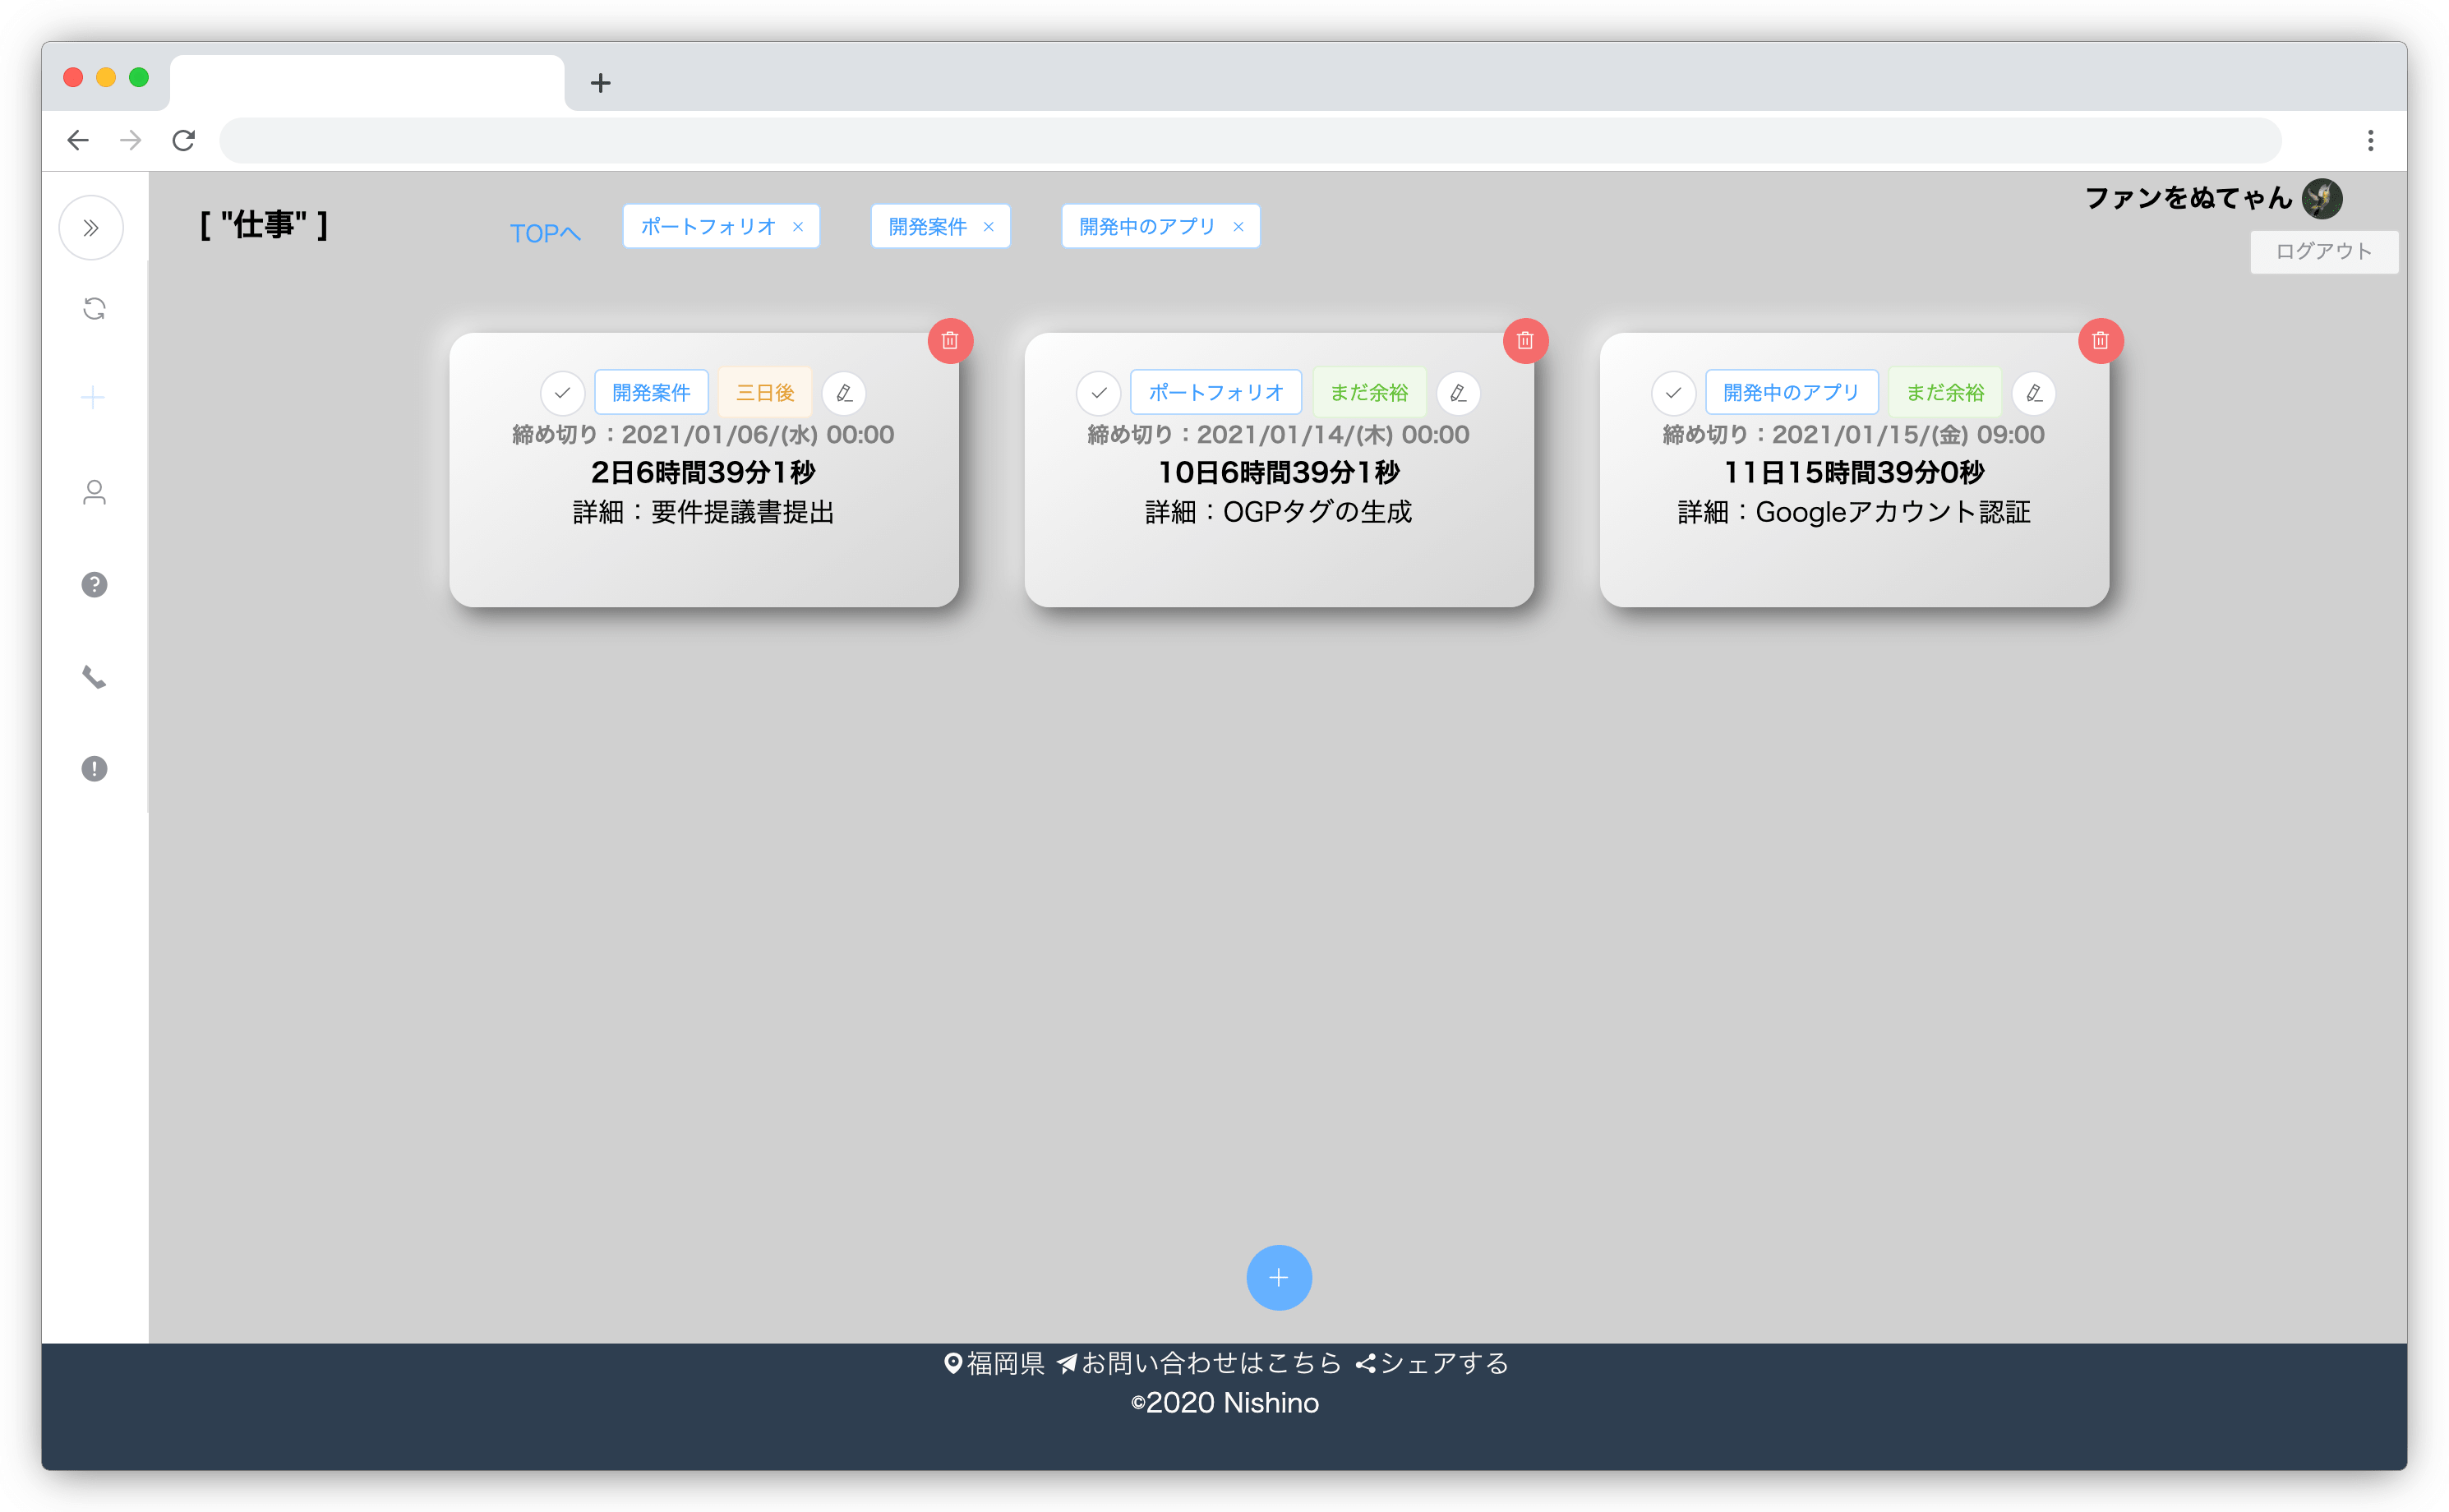 [ "仕事" ]
TOPへ
ポートフォリオ ×
開発案件 ×
開発中のアプリ ×
ファンをぬてゃん
ログアウト
開発案件 三日後
締め切り：2021/01/06/(水) 00:00
2日6時間39分1秒
詳細：要件提議書提出
ポートフォリオ まだ余裕
締め切り：2021/01/14/(木) 00:00
10日6時間39分1秒
詳細：OGPタグの生成
開発中のアプリ まだ余裕
締め切り：2021/01/15/(金) 09:00
11日15時間39分0秒
詳細：Googleアカウント認証
福岡県 お問い合わせはこちら シェアする
©2020 Nishino